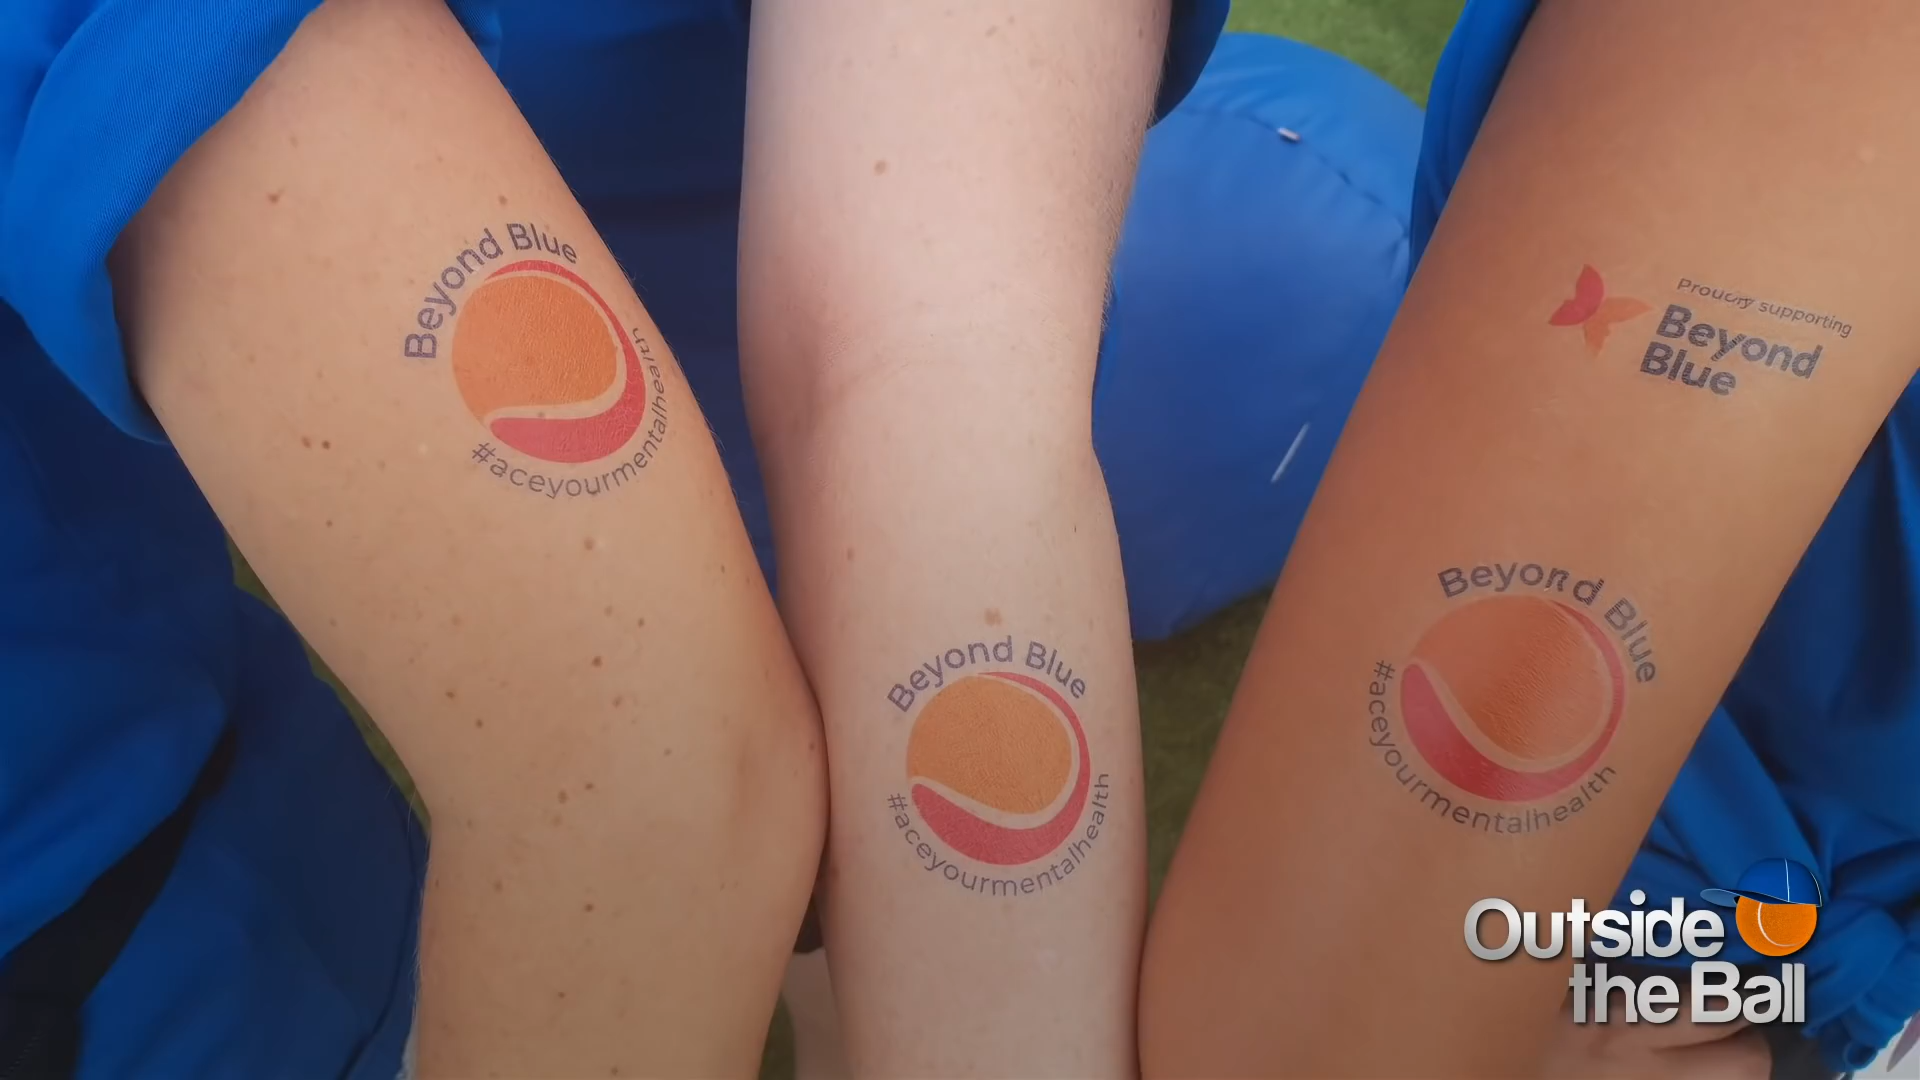 Beyond Blue
#aceyourmentalhealth
Beyond Blue
#aceyourmentalhealth
Proudly supporting
Beyond
Blue
Beyond Blue
#aceyourmentalhealth
Outside
the Ball